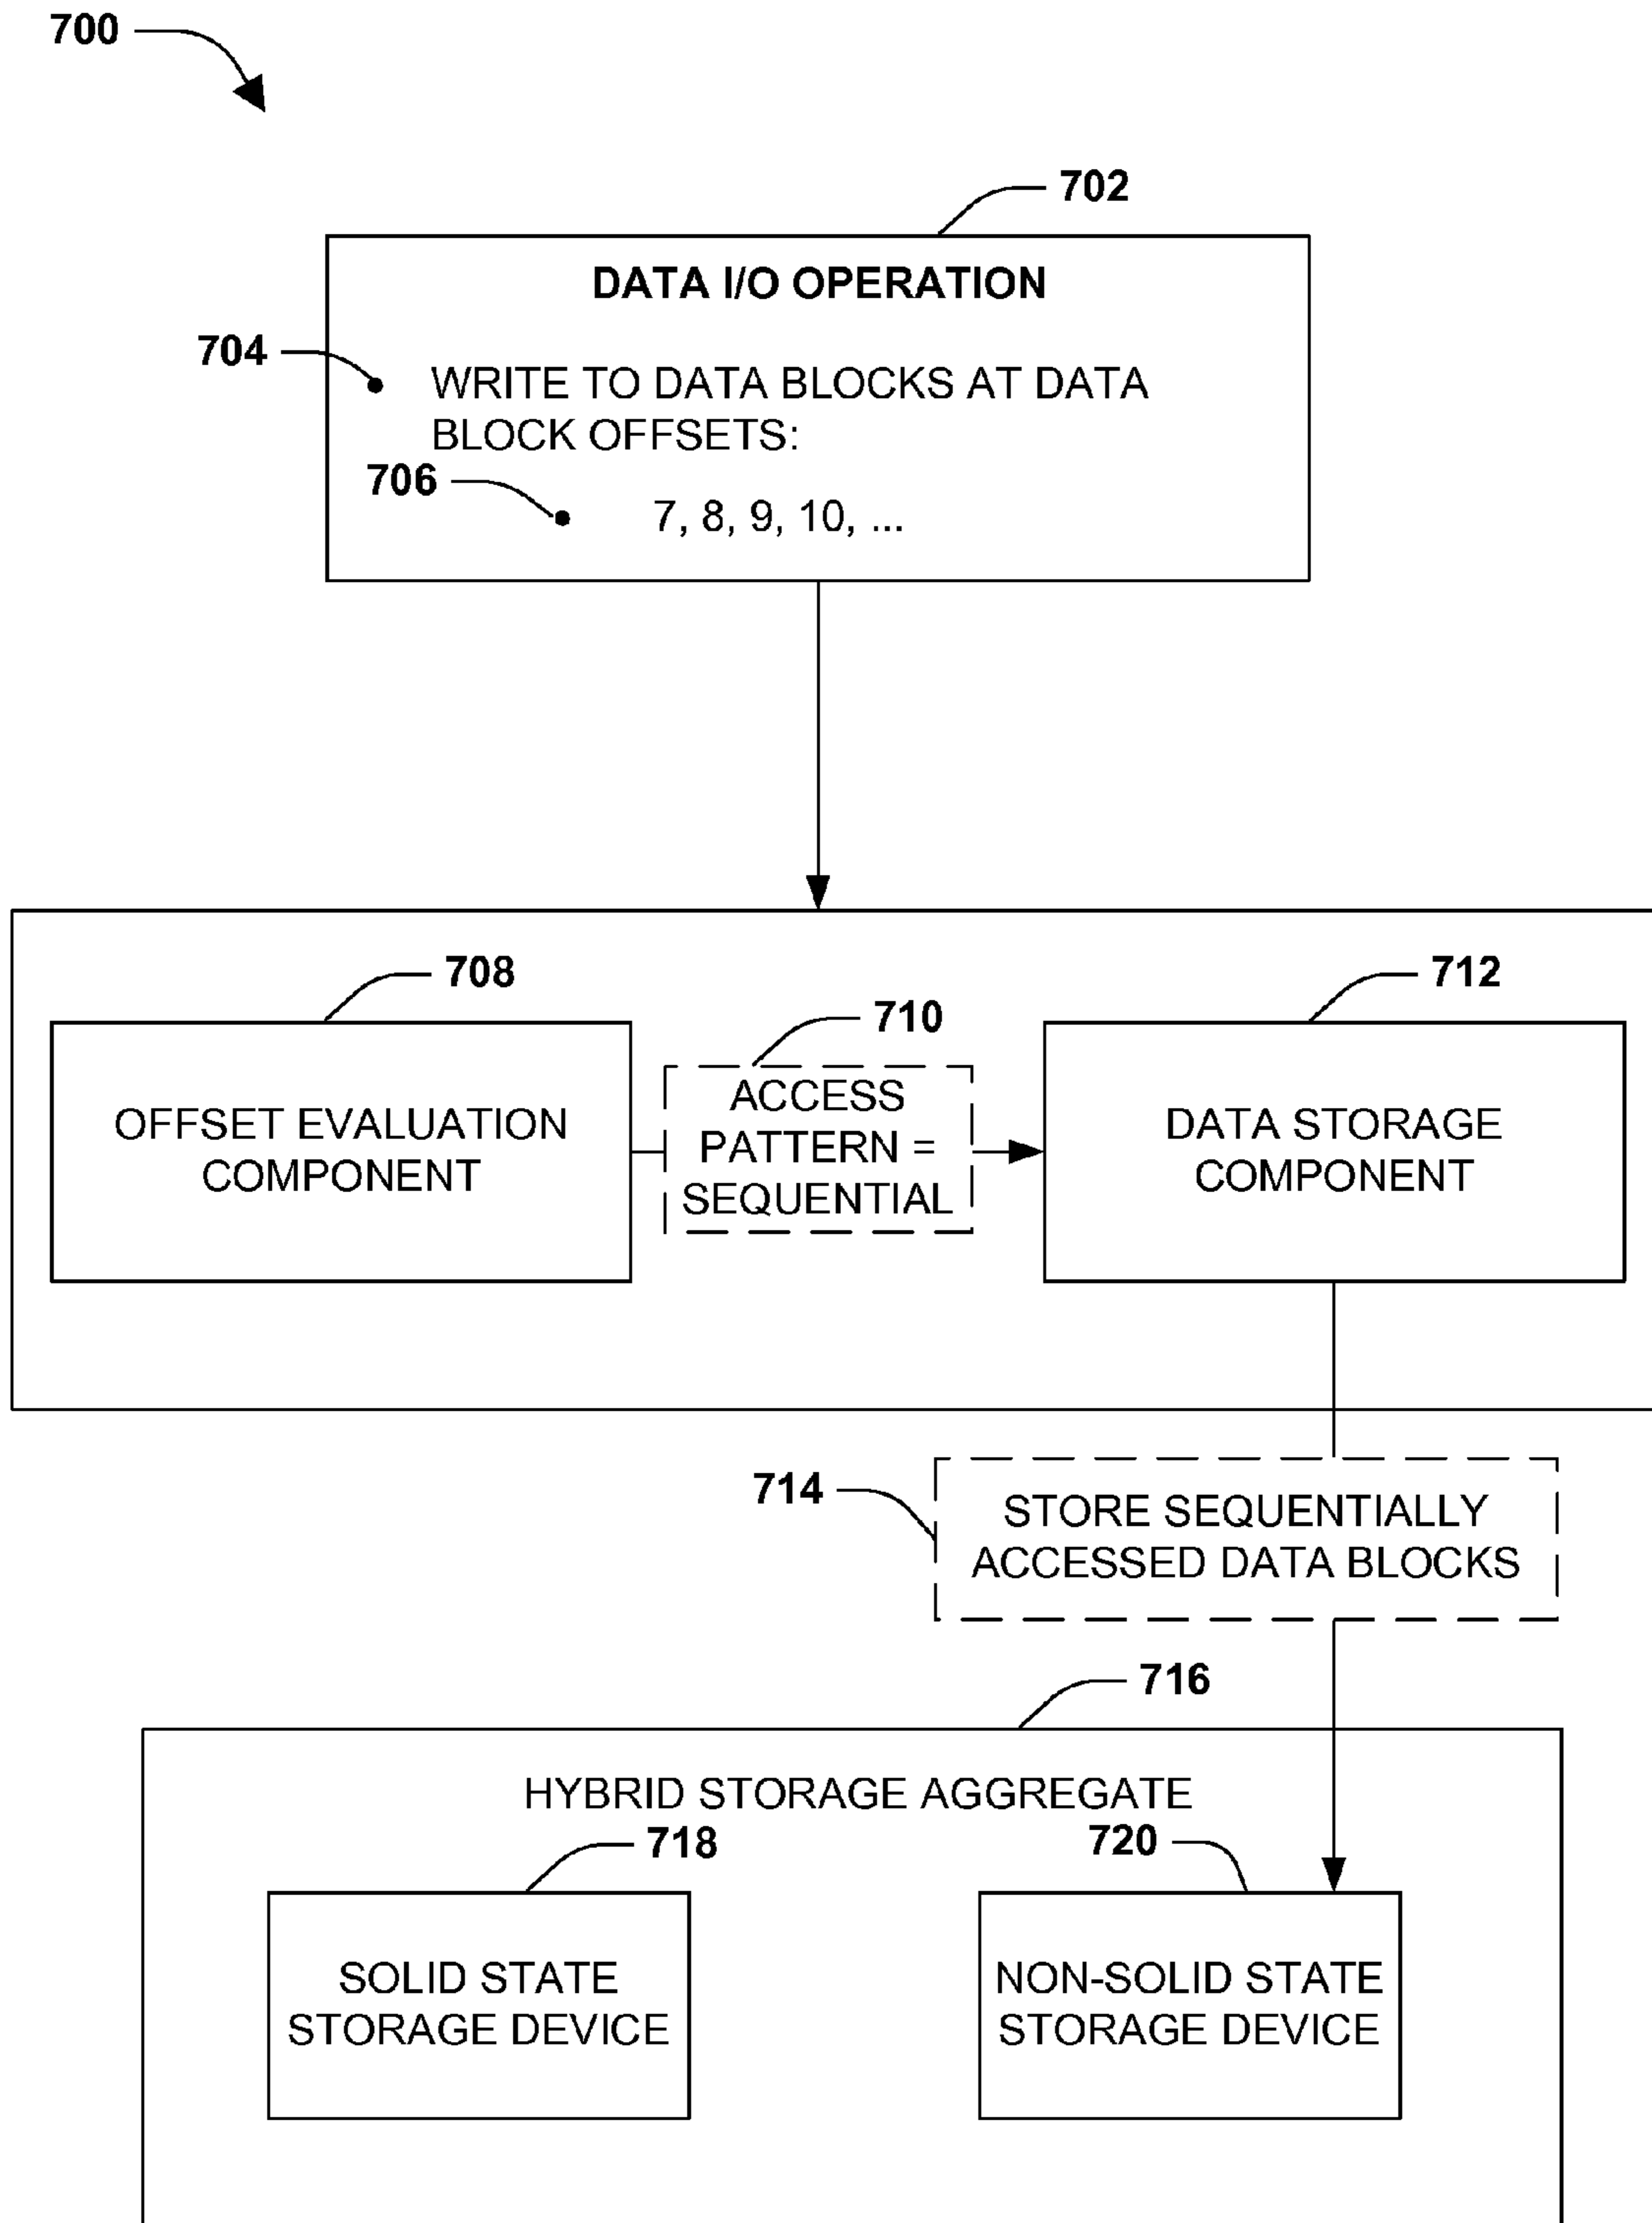 700
702
DATA I/O OPERATION
704
WRITE TO DATA BLOCKS AT DATA
BLOCK OFFSETS:
706
7, 8, 9, 10, ...
708
710
712
OFFSET EVALUATION
COMPONENT
ACCESS
PATTERN =
SEQUENTIAL
DATA STORAGE
COMPONENT
714
STORE SEQUENTIALLY
ACCESSED DATA BLOCKS
716
HYBRID STORAGE AGGREGATE
718
720
SOLID STATE
STORAGE DEVICE
NON-SOLID STATE
STORAGE DEVICE